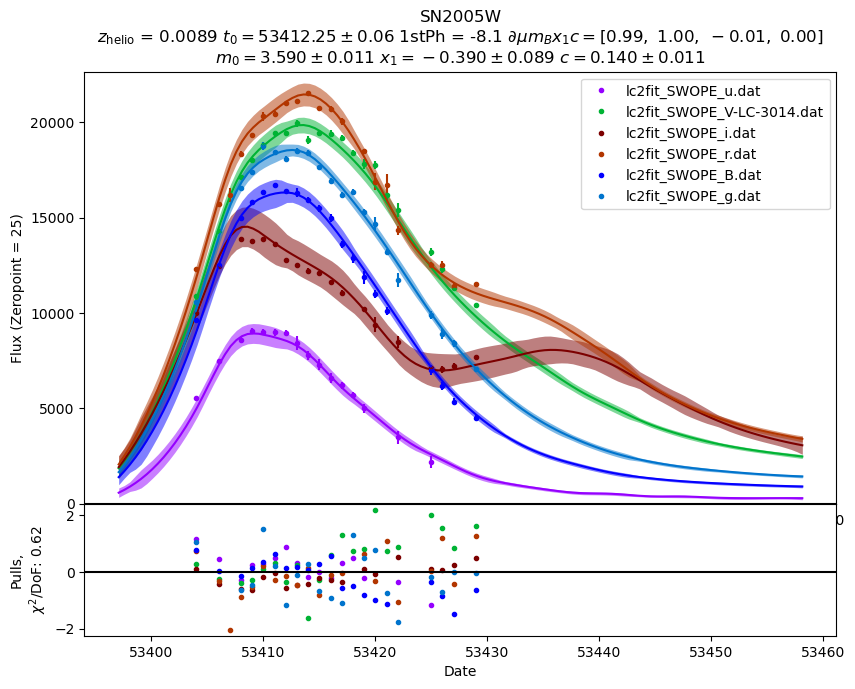 SN2005W
z_helio = 0.0089 t_0 = 53412.25 ± 0.06 1stPh = -8.1 ∂μm_Bx_1c = [0.99, 1.00, −0.01, 0.00]
m_0 = 3.590 ± 0.011 x_1 = −0.390 ± 0.089 c = 0.140 ± 0.011
lc2fit_SWOPE_u.dat
lc2fit_SWOPE_V-LC-3014.dat
lc2fit_SWOPE_i.dat
lc2fit_SWOPE_r.dat
lc2fit_SWOPE_B.dat
lc2fit_SWOPE_g.dat
Flux (Zeropoint = 25)
20000
15000
10000
5000
0
0
Pulls,
χ²/DoF: 0.62
2
0
−2
53400 53410 53420 53430 53440 53450 53460
Date